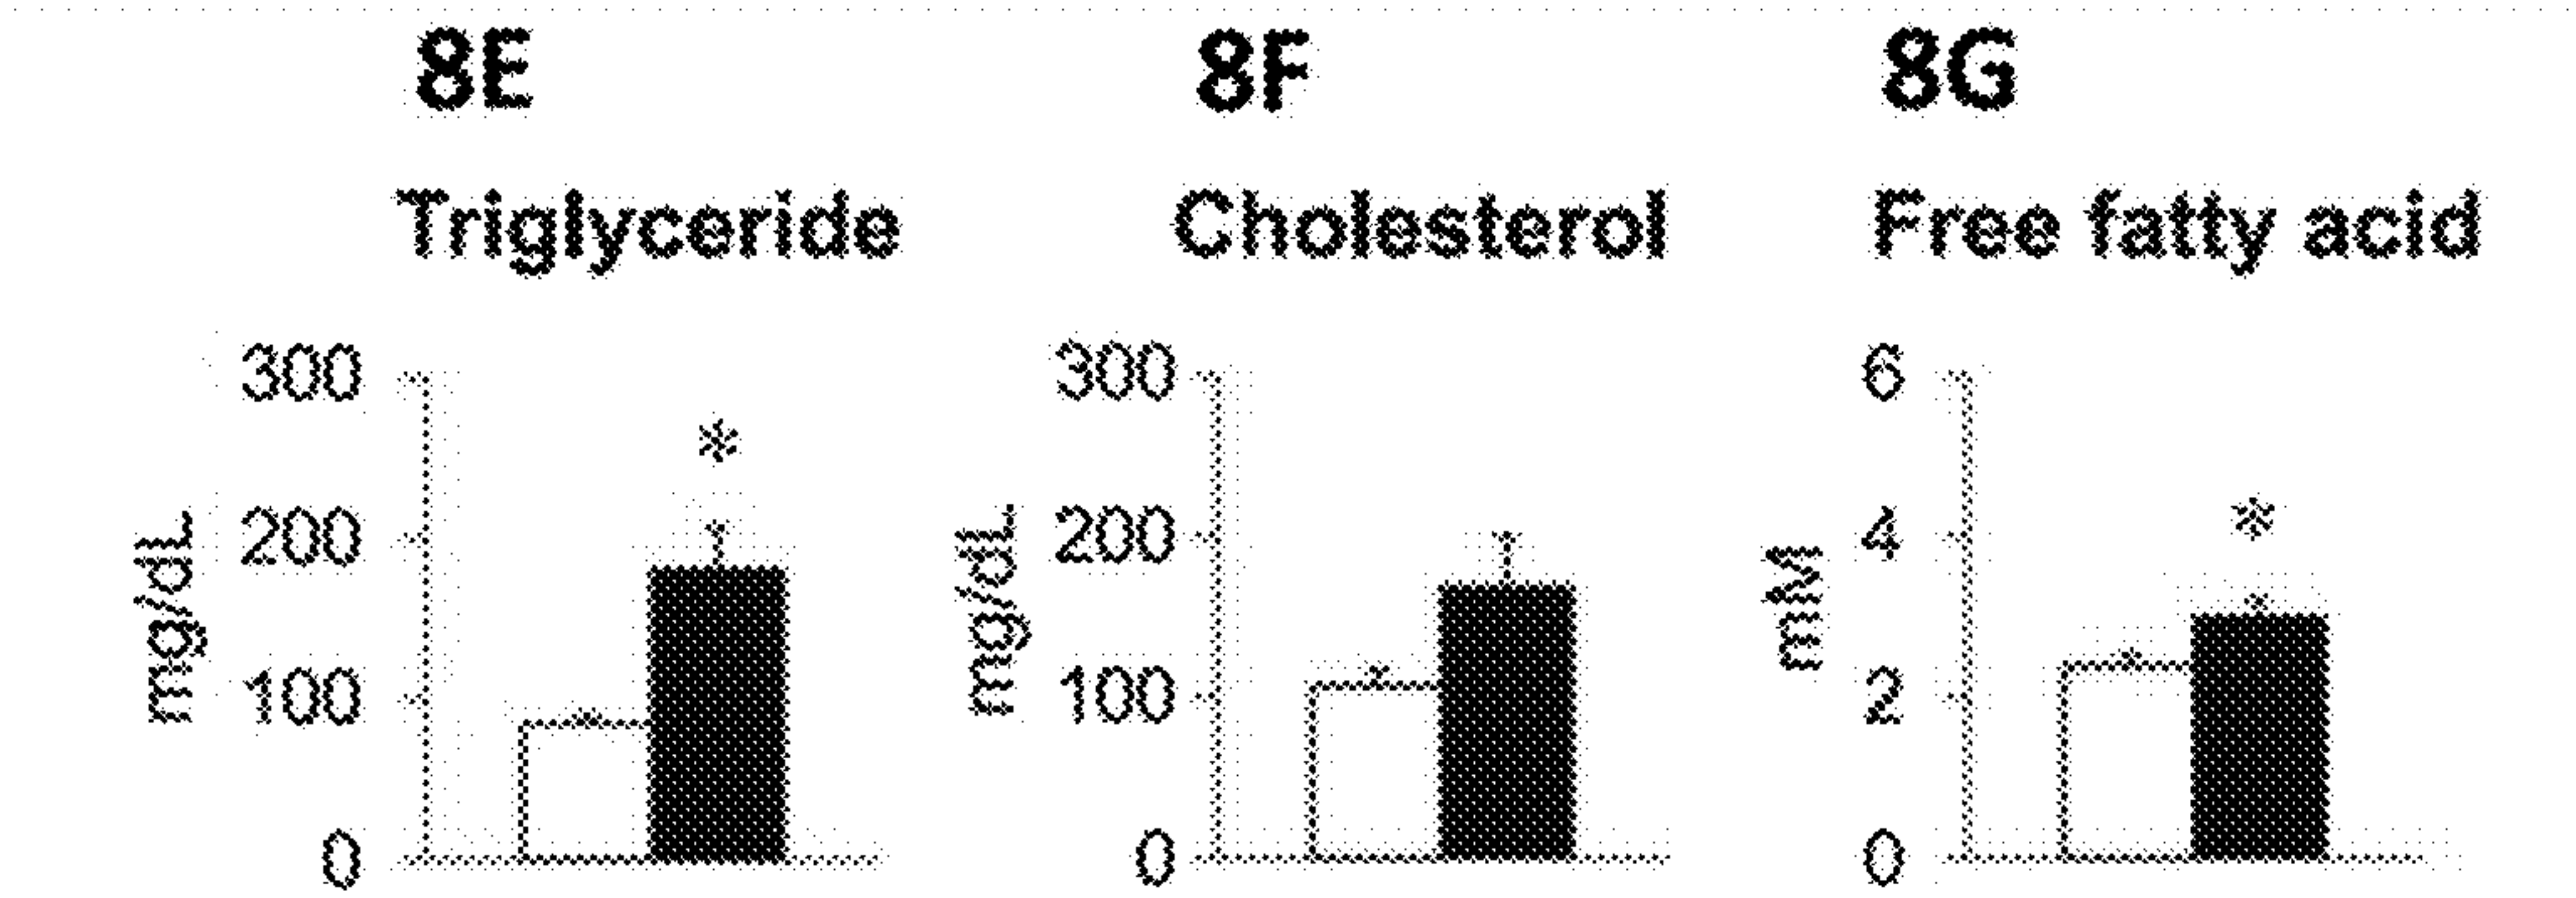 8E 8F 8G
Triglyceride Cholesterol Free fatty acid
300 300 6
*
200 200 4 *
mg/dL mg/dL mM
100 100 2
0 0 0